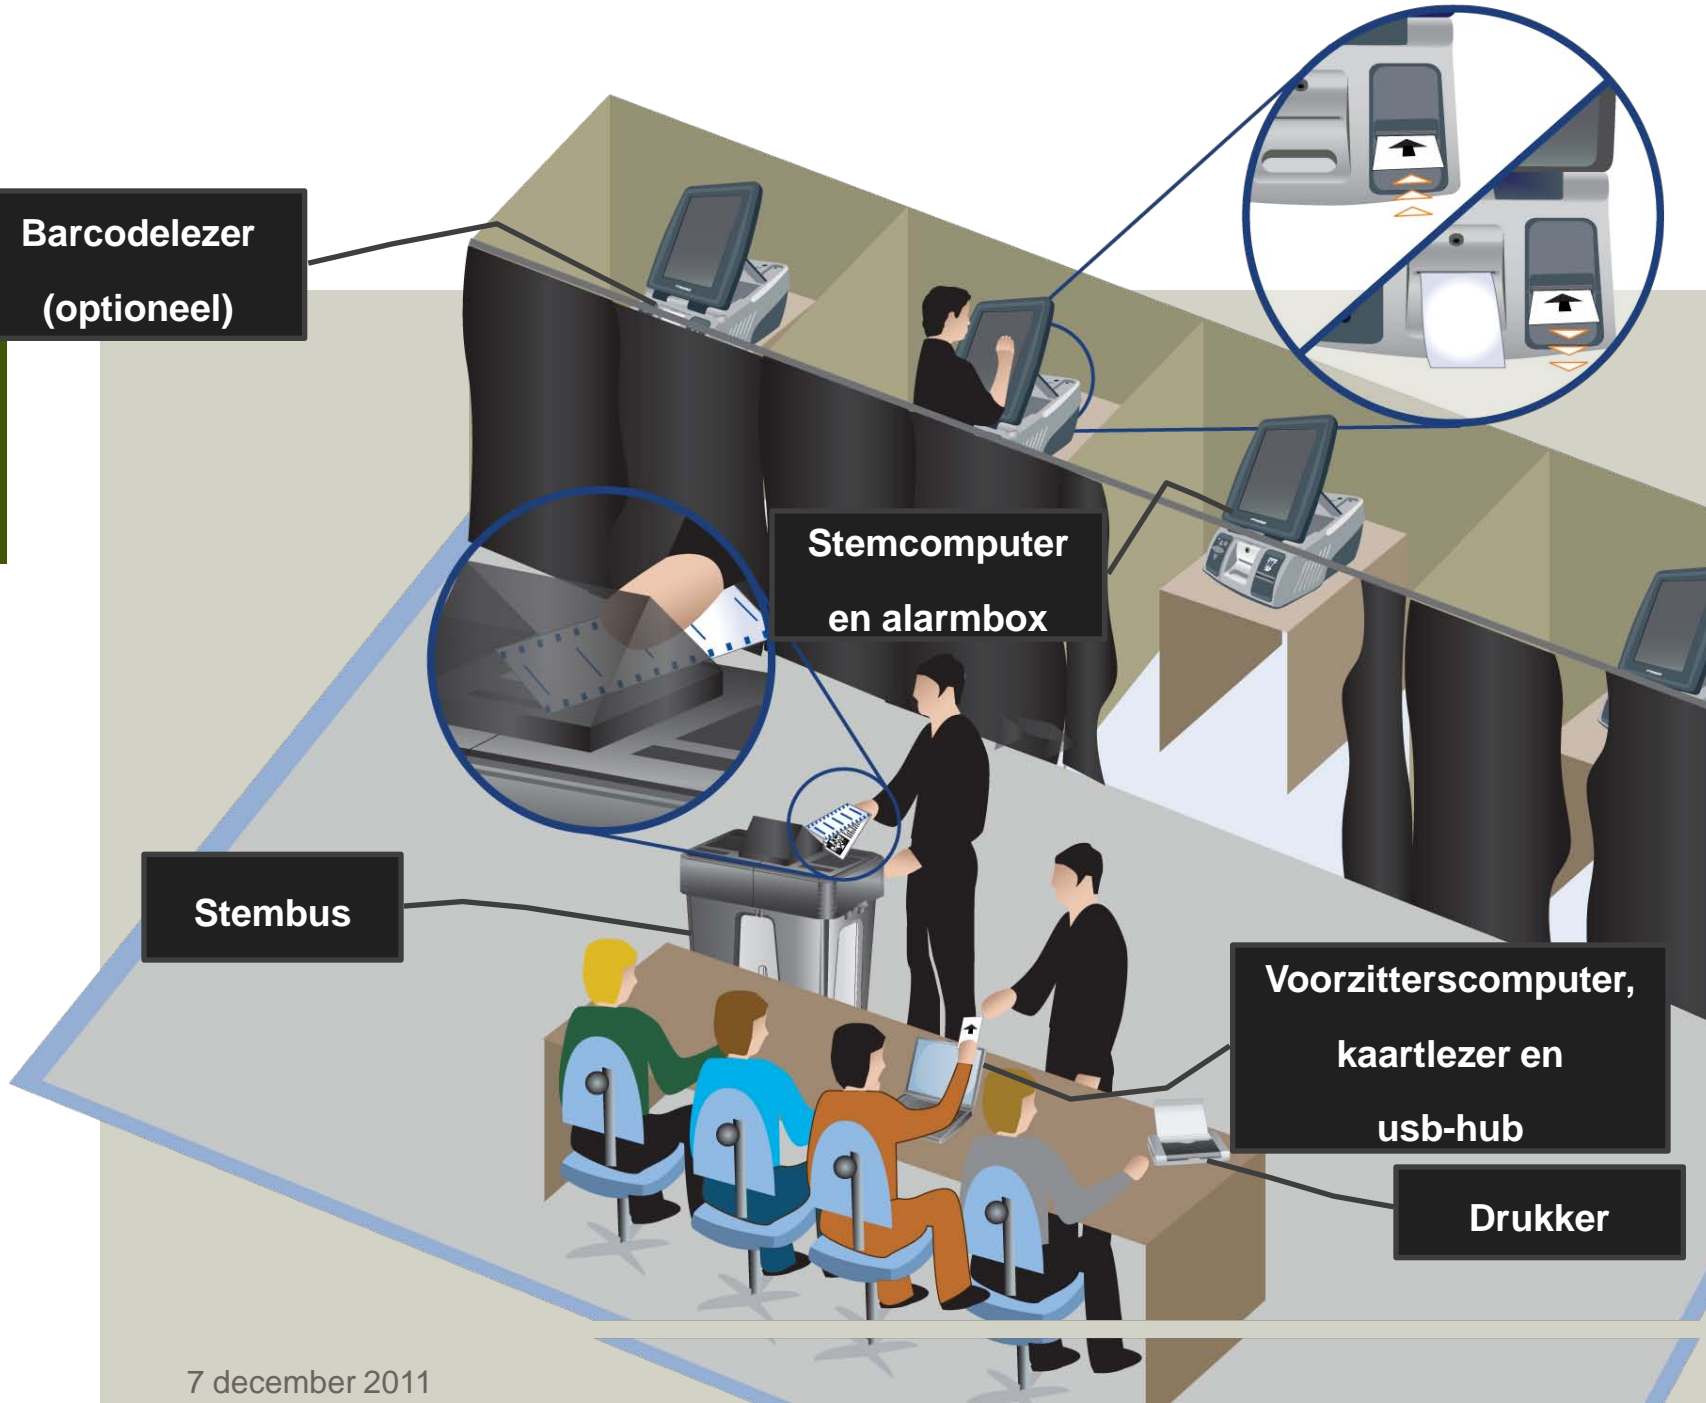 Barcodelezer
(optioneel)
Stemcomputer
en alarmbox
Stembus
Voorzitterscomputer,
kaartlezer en
usb-hub
Drukker
7 december 2011